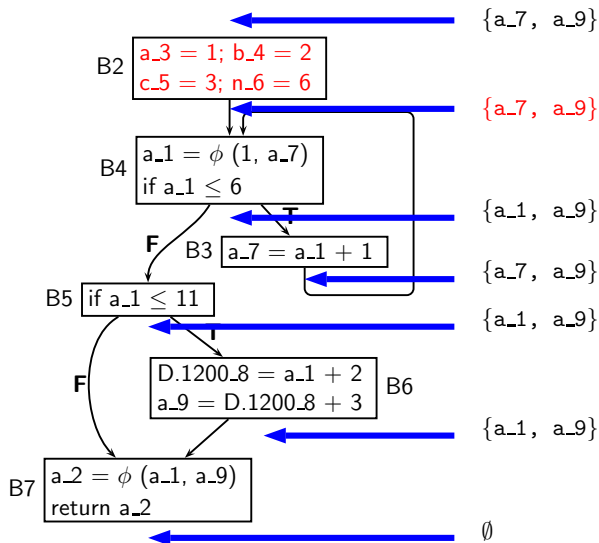 {a_7, a_9}
B2
a_3 = 1; b_4 = 2
c_5 = 3; n_6 = 6
{a_7, a_9}
B4
a_1 = ϕ (1, a_7)
if a_1 ≤ 6
{a_1, a_9}
T
F
B3
a_7 = a_1 + 1
{a_7, a_9}
B5
if a_1 ≤ 11
{a_1, a_9}
T
F
D.1200_8 = a_1 + 2
a_9 = D.1200_8 + 3
B6
{a_1, a_9}
B7
a_2 = ϕ (a_1, a_9)
return a_2
∅